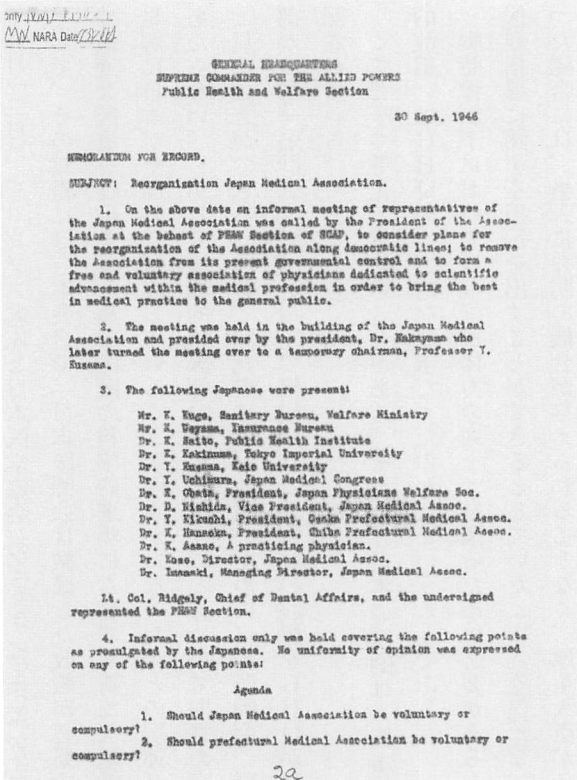 NARA Date
GENERAL HEADQUARTERS
SUPREME COMMANDER FOR THE ALLIED POWERS
Public Health and Welfare Section
30 Sept. 1946
MEMORANDUM FOR RECORD.
SUBJECT: Reorganization Japan Medical Association.
1. On the above date an informal meeting of representatives of
the Japan Medical Association was called by the President of the Assoc-
iation at the behest of PH&W Section of SCAP, to consider plans for
the reorganization of the Association along democratic lines; to remove
the Association from its present governmental control and to form a
free and voluntary association of physicians dedicated to scientific
advancement within the medical profession in order to bring the best
in medical practice to the general public.
2. The meeting was held in the building of the Japan Medical
Association and presided over by the president, Dr. Nakayama who
later turned the meeting over to a temporary chairman, Professor Y.
Kusama.
3. The following Japanese were present:
Mr. K. Kuge, Sanitary Bureau, Welfare Ministry
Mr. K. Ueyama, Insurance Bureau
Dr. K. Saito, Public Health Institute
Dr. K. Kakinuma, Tokyo Imperial University
Dr. Y. Kusama, Keio University
Dr. Y. Uchimura, Japan Medical Congress
Dr. K. Obata, President, Japan Physicians Welfare Soc.
Dr. D. Nishida, Vice President, Japan Medical Assoc.
Dr. Y. Kikuchi, President, Osaka Prefectural Medical Assoc.
Dr. K. Hanaoka, President, Chiba Prefectural Medical Assoc.
Dr. K. Asano, A practicing physician.
Dr. Kose, Director, Japan Medical Assoc.
Dr. Imasaki, Managing Director, Japan Medical Assoc.
Lt. Col. Ridgely, Chief of Dental Affairs, and the undersigned
represented the PH&W Section.
4. Informal discussion only was held covering the following points
as promulgated by the Japanese. No uniformity of opinion was expressed
on any of the following points:
Agenda
1. Should Japan Medical Association be voluntary or
compulsory?
2. Should prefectural Medical Association be voluntary or
compulsory?
2a